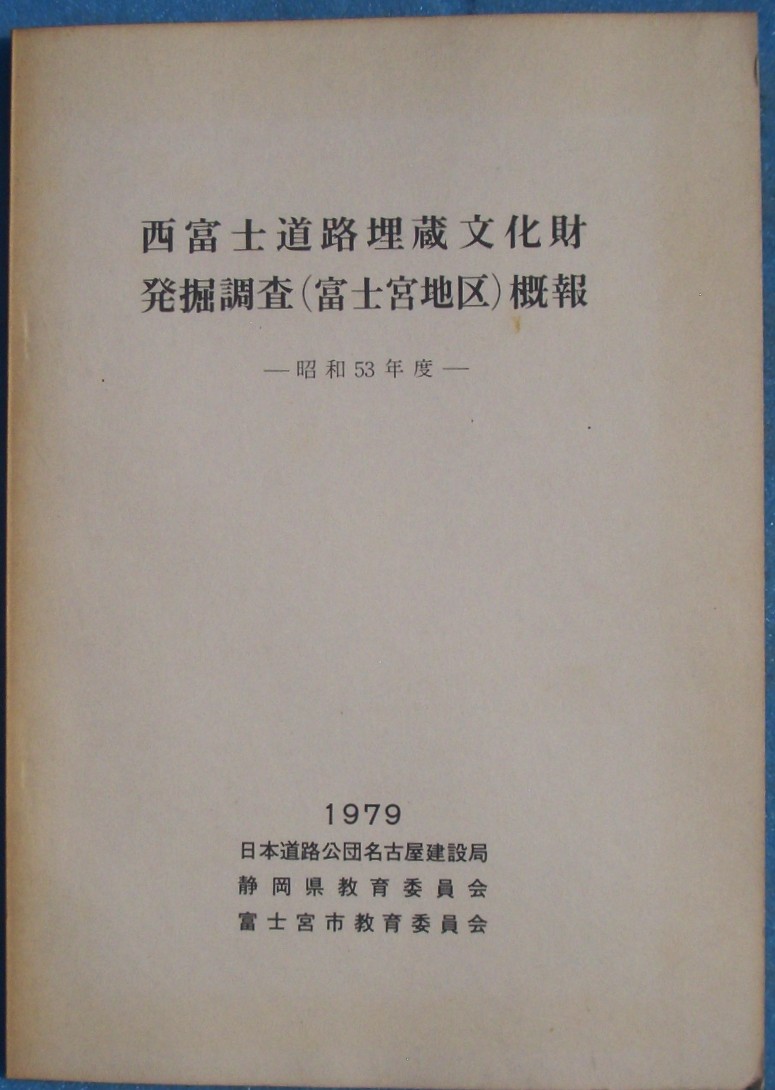 西富士道路埋蔵文化財
発掘調査(富士宮地区)概報
—昭和53年度—
1979
日本道路公団名古屋建設局
静岡県教育委員会
富士宮市教育委員会